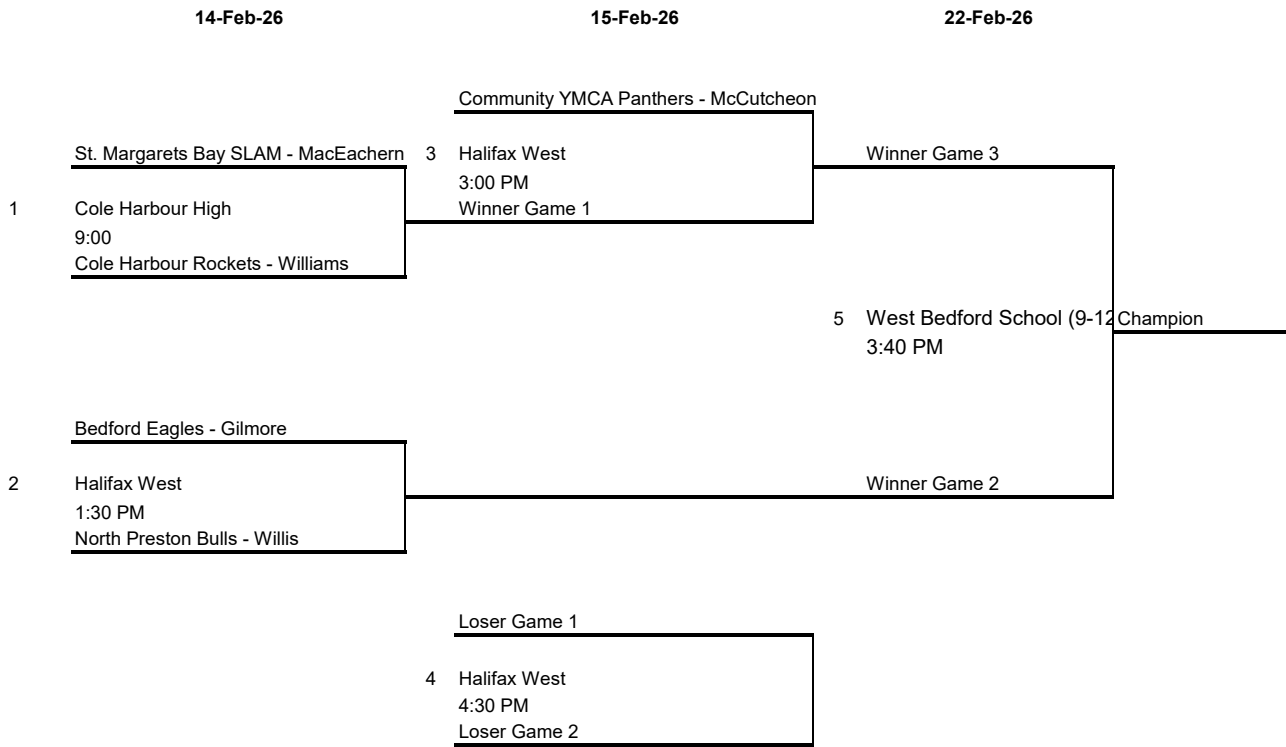 14-Feb-26 15-Feb-26 22-Feb-26
Community YMCA Panthers - McCutcheon
St. Margarets Bay SLAM - MacEachern 3 Halifax West Winner Game 3
3:00 PM
1 Cole Harbour High Winner Game 1
9:00
Cole Harbour Rockets - Williams
5 West Bedford School (9-12 Champion
3:40 PM
Bedford Eagles - Gilmore
2 Halifax West Winner Game 2
1:30 PM
North Preston Bulls - Willis
Loser Game 1
4 Halifax West
4:30 PM
Loser Game 2